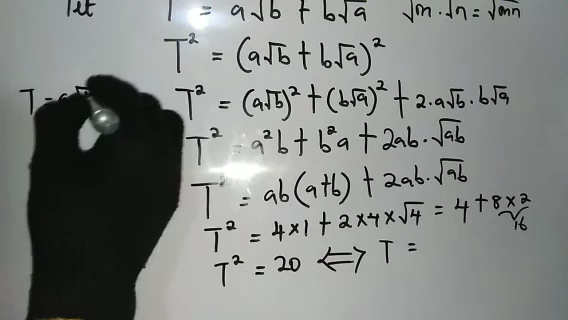 Let T = a√b + b√a √m·√n = √mn
T² = (a√b + b√a)²
T = a√ T² = (a√b)² + (b√a)² + 2·a√b·b√a
T² = a²b + b²a + 2ab·√ab
T² = ab(a+b) + 2ab·√ab
T² = 4×1 + 2×4×√4 = 4 + 8×2
16
T² = 20 ⟺ T =